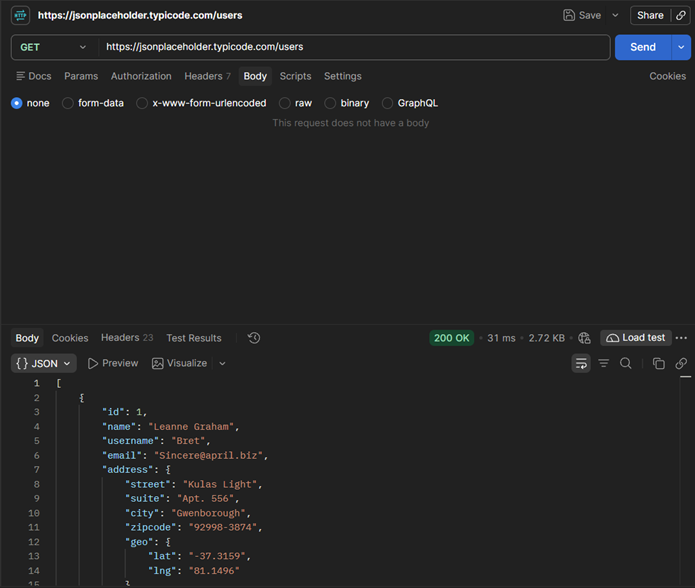 HTTP https://jsonplaceholder.typicode.com/users Save Share
GET https://jsonplaceholder.typicode.com/users Send
Docs Params Authorization Headers 7 Body Scripts Settings Cookies
none form-data x-www-form-urlencoded raw binary GraphQL
This request does not have a body
Body Cookies Headers 23 Test Results 200 OK • 31 ms • 2.72 KB • Load test
{ } JSON Preview Visualize
1 [
2 {
3 "id": 1,
4 "name": "Leanne Graham",
5 "username": "Bret",
6 "email": "Sincere@april.biz",
7 "address": {
8 "street": "Kulas Light",
9 "suite": "Apt. 556",
10 "city": "Gwenborough",
11 "zipcode": "92998-3874",
12 "geo": {
13 "lat": "-37.3159",
14 "lng": "81.1496"
15 }